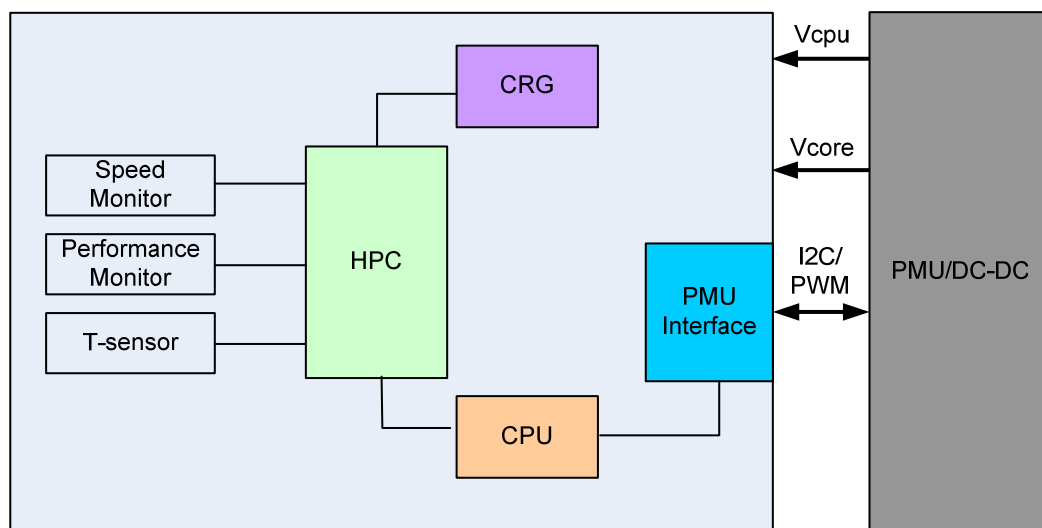 Vcpu
CRG
Vcore
Speed
Monitor
Performance
Monitor
HPC
I2C/
PWM
PMU/DC-DC
PMU
Interface
T-sensor
CPU